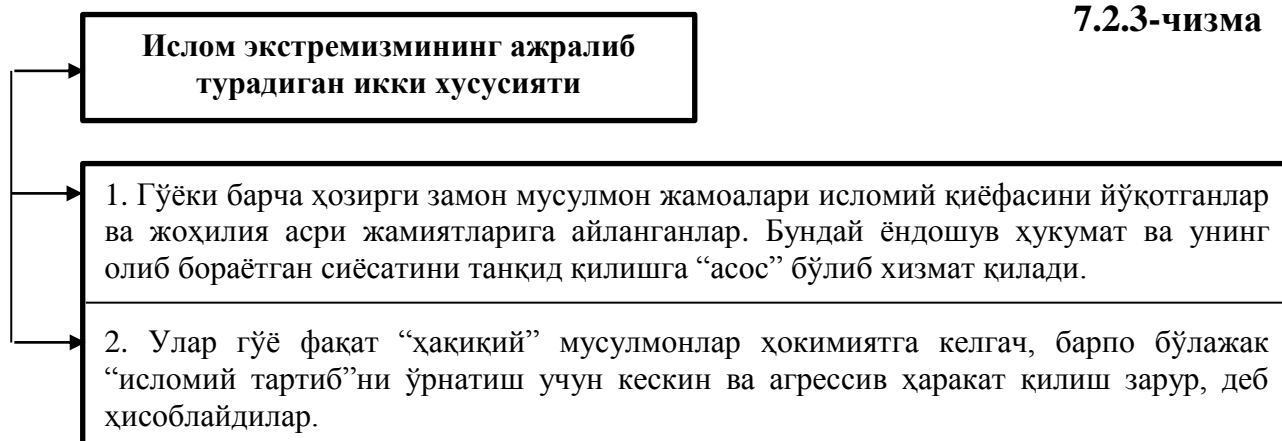 7.2.3-чизма
Ислом экстремизмининг ажралиб
турадиган икки хусусияти
1. Гўёки барча ҳозирги замон мусулмон жамоалари исломий қиёфасини йўқотганлар
ва жоҳилия асри жамиятларига айланганлар. Бундай ёндошув ҳукумат ва унинг
олиб бораётган сиёсатини танқид қилишга “асос” бўлиб хизмат қилади.
2. Улар гўё фақат “ҳақиқий” мусулмонлар ҳокимиятга келгач, барпо бўлажак
“исломий тартиб”ни ўрнатиш учун кескин ва агрессив ҳаракат қилиш зарур, деб
ҳисоблайдилар.